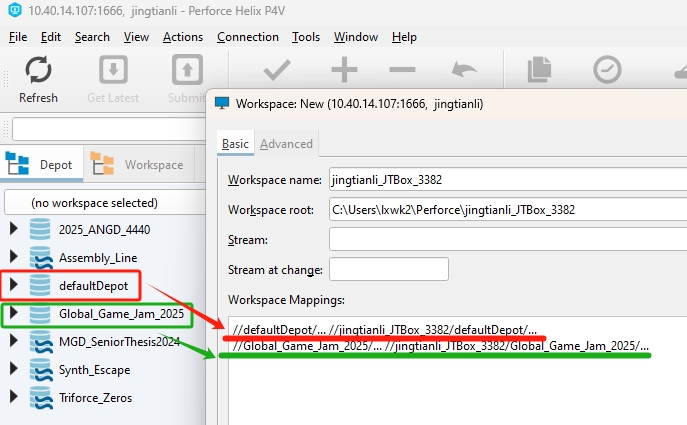 10.40.14.107:1666,  jingtianli - Perforce Helix P4V
File Edit Search View Actions Connection Tools Window Help
Refresh Get Latest Submit
Workspace: New (10.40.14.107:1666,  jingtianli)
Basic Advanced
Depot Workspace
(no workspace selected)
2025_ANGD_4440
Assembly_Line
defaultDepot
Global_Game_Jam_2025
MGD_SeniorThesis2024
Synth_Escape
Triforce_Zeros
Workspace name: jingtianli_JTBox_3382
Workspace root: C:\Users\lxwk2\Perforce\jingtianli_JTBox_3382
Stream:
Stream at change:
Workspace Mappings:
//defaultDepot/... //jingtianli_JTBox_3382/defaultDepot/...
//Global_Game_Jam_2025/... //jingtianli_JTBox_3382/Global_Game_Jam_2025/...